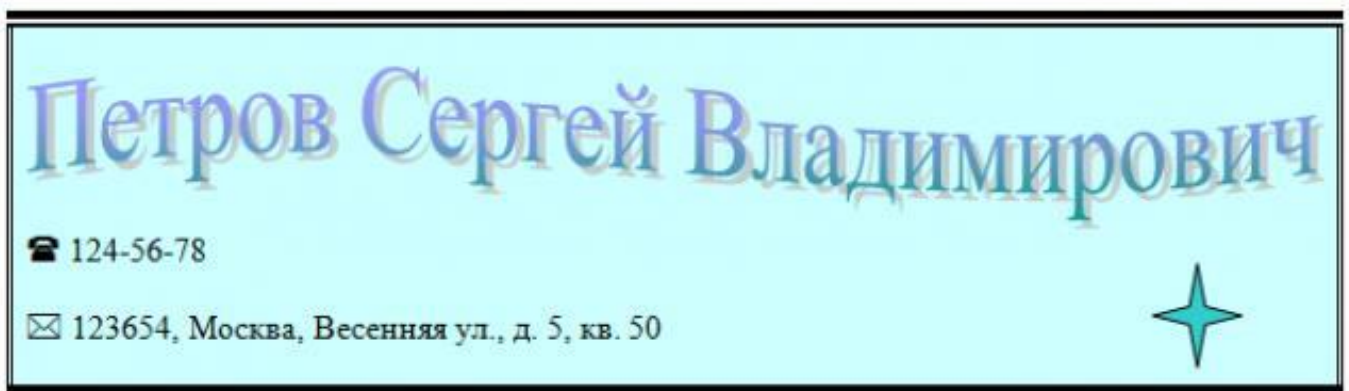 Петров Сергей Владимирович
☎ 124-56-78
✉ 123654, Москва, Весенняя ул., д. 5, кв. 50